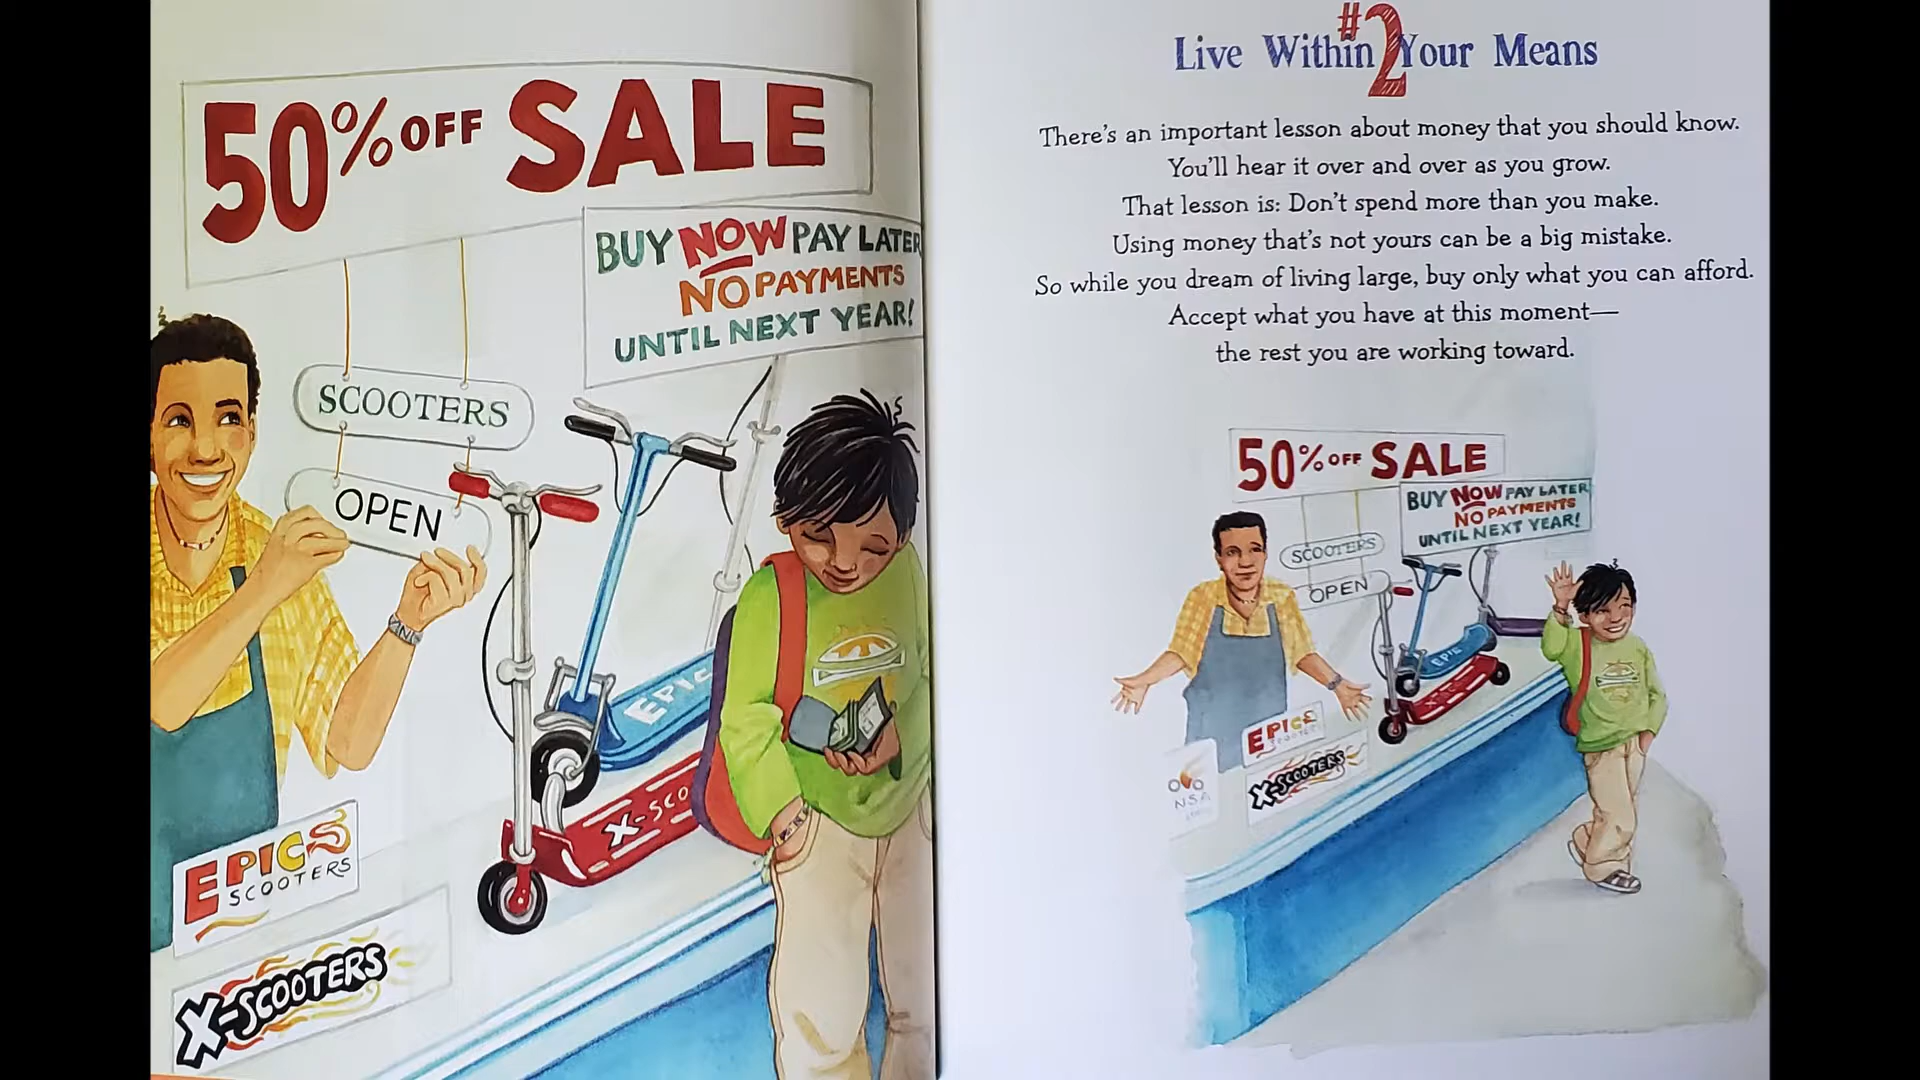 50% OFF SALE
BUY NOW PAY LATER
NO PAYMENTS
UNTIL NEXT YEAR!
SCOOTERS
OPEN
EPIC
X-SCO
EPICS
SCOOTERS
X-SCOOTERS
#2
Live Within Your Means
There's an important lesson about money that you should know.
You'll hear it over and over as you grow.
That lesson is: Don't spend more than you make.
Using money that's not yours can be a big mistake.
So while you dream of living large, buy only what you can afford.
Accept what you have at this moment—
the rest you are working toward.
50% OFF SALE
BUY NOW PAY LATER
NO PAYMENTS
UNTIL NEXT YEAR!
SCOOTERS
OPEN
EPIC
EPICS
SCOOTERS
X-SCOOTERS
NSA